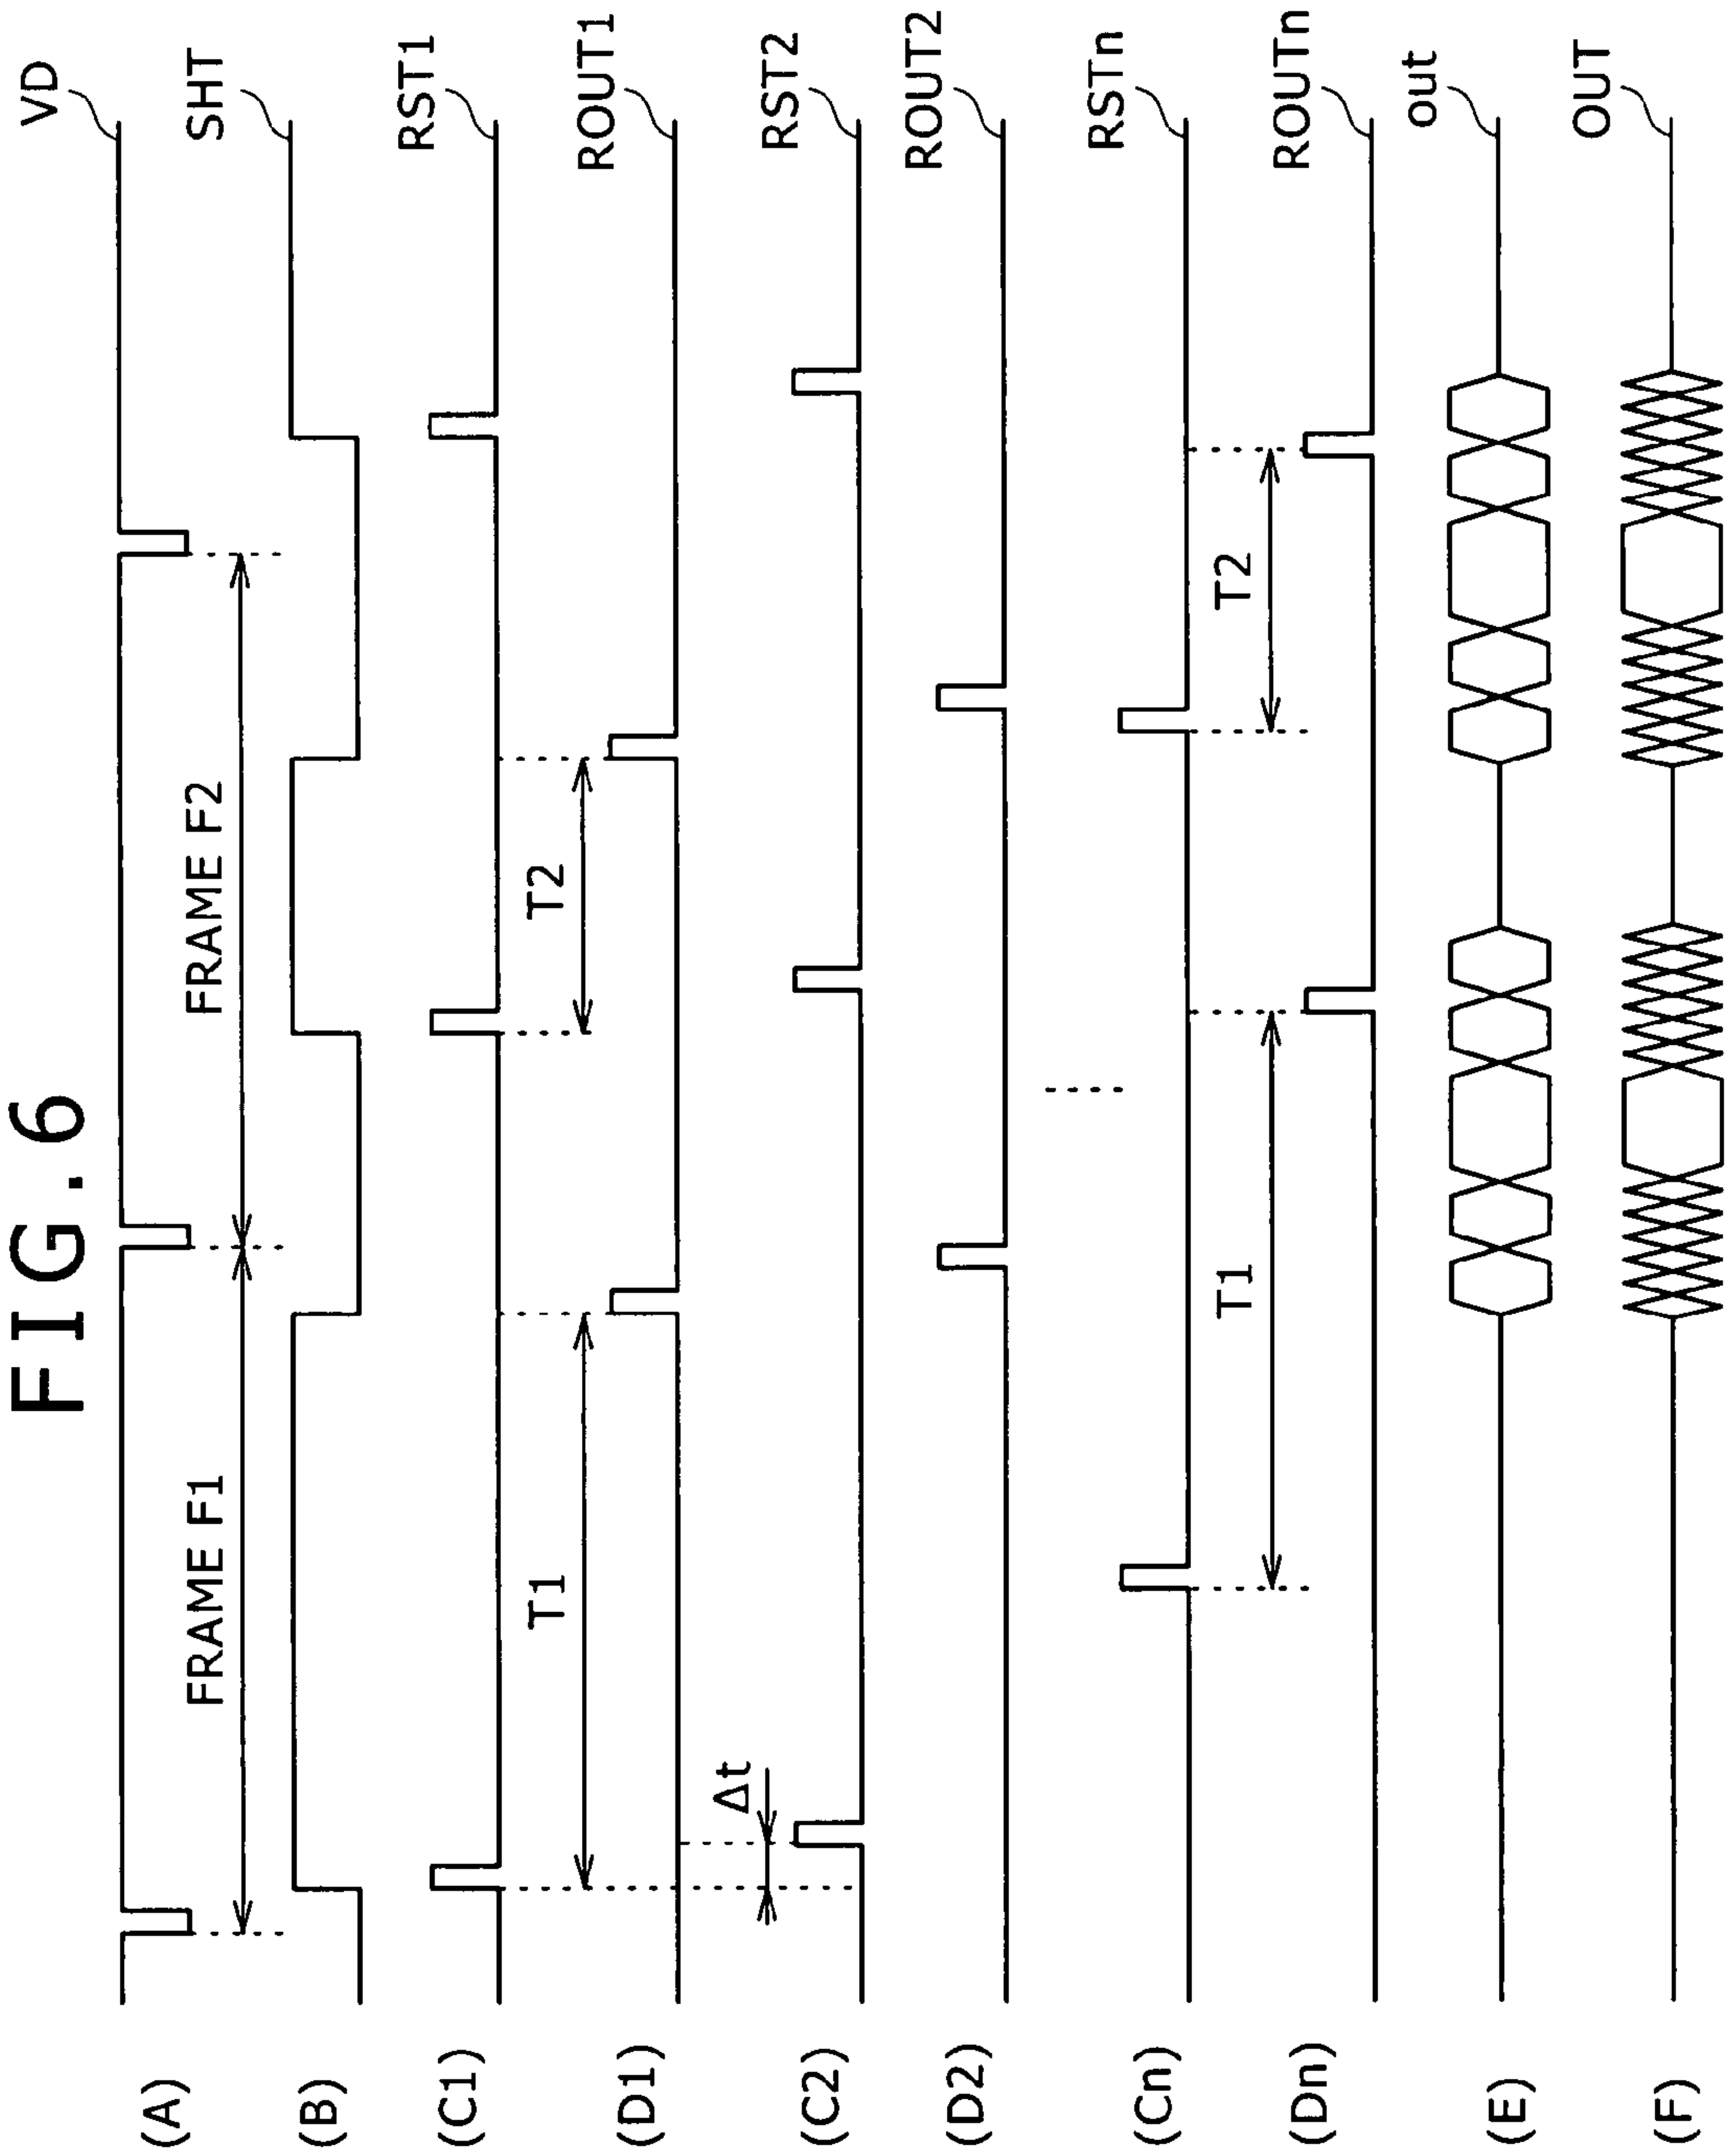 FIG.6
(A)
VD
FRAME F1
FRAME F2
(B)
SHT
(C1)
RST1
T1
T2
(D1)
ROUT1
Δt
(C2)
RST2
(D2)
ROUT2
(Cn)
RSTn
T1
T2
(Dn)
ROUTn
(E)
out
(F)
OUT